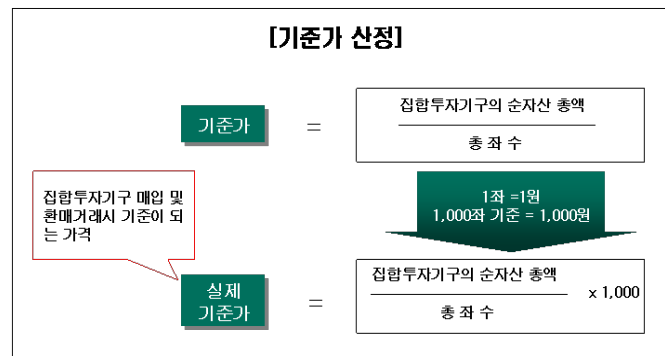 [기준가 산정]
기준가
=
집합투자기구의 순자산 총액
총 좌 수
집합투자기구 매입 및
환매거래시 기준이 되
는 가격
1좌 =1원
1,000좌 기준 = 1,000원
실제
기준가
=
집합투자기구의 순자산 총액
총 좌 수
x 1,000